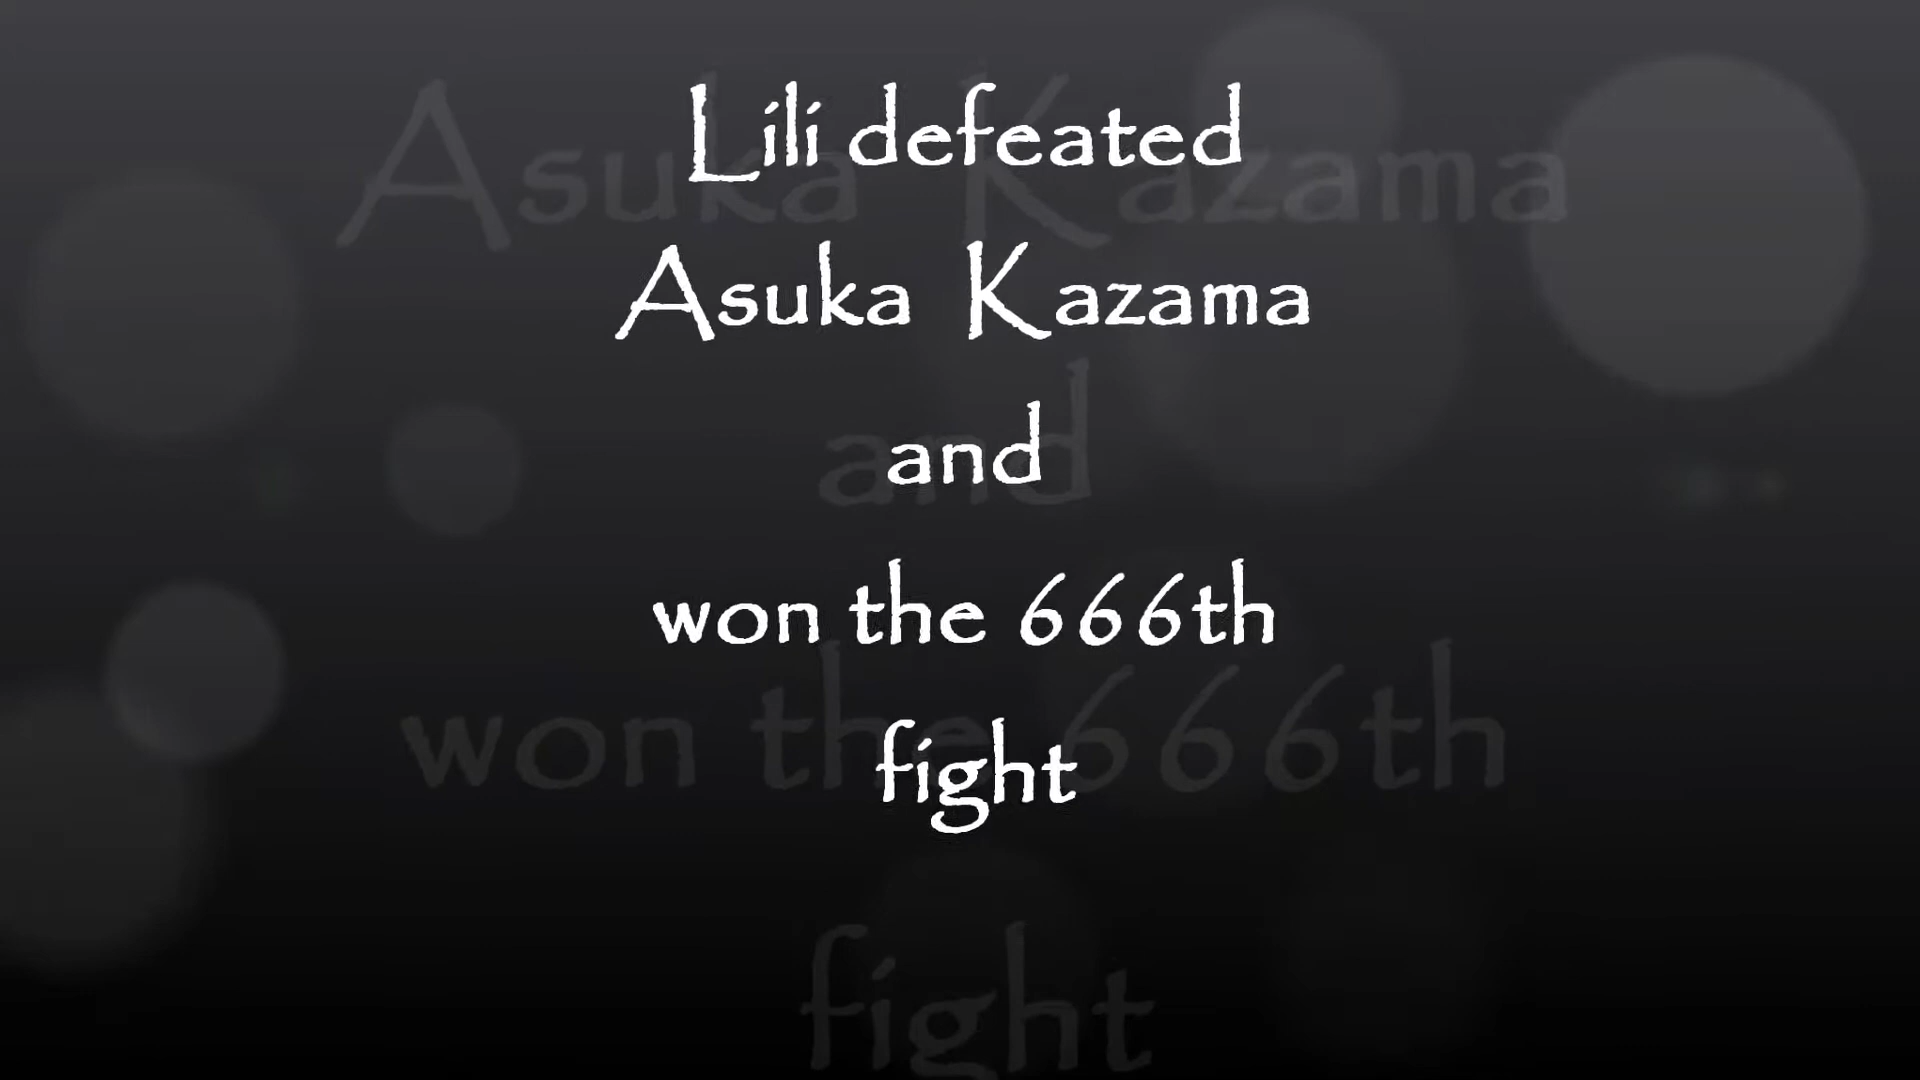 Lili defeated
Asuka Kazama
and
won the 666th
fight